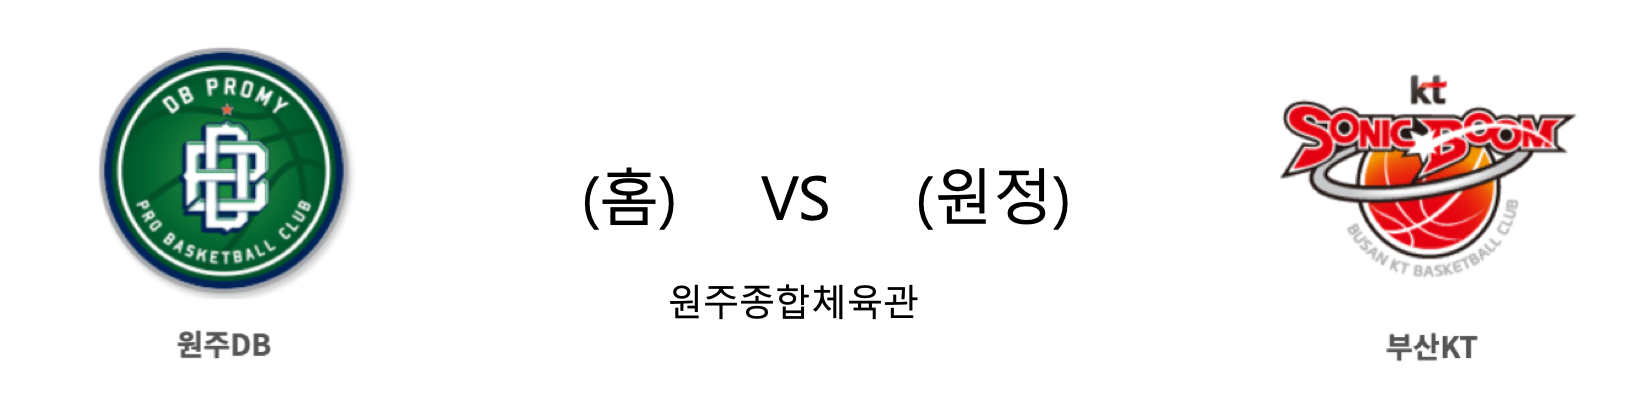 DB PROMY
DB
PRO BASKETBALL CLUB
원주DB
(홈) VS (원정)
원주종합체육관
kt
SONIC BOOM
BUSAN KT BASKETBALL CLUB
부산KT